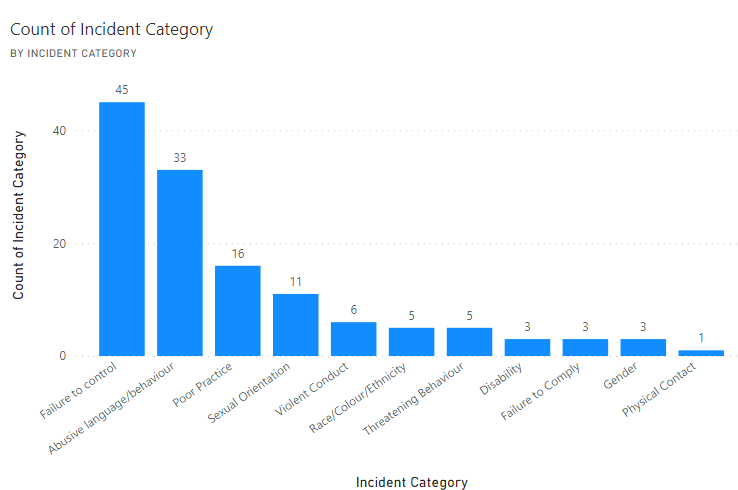 Count of Incident Category
BY INCIDENT CATEGORY
Count of Incident Category
40
20
0
45
33
16
11
6
5
5
3
3
3
1
Failure to control
Abusive language/behaviour
Poor Practice
Sexual Orientation
Violent Conduct
Race/Colour/Ethnicity
Threatening Behaviour
Disability
Failure to Comply
Gender
Physical Contact
Incident Category